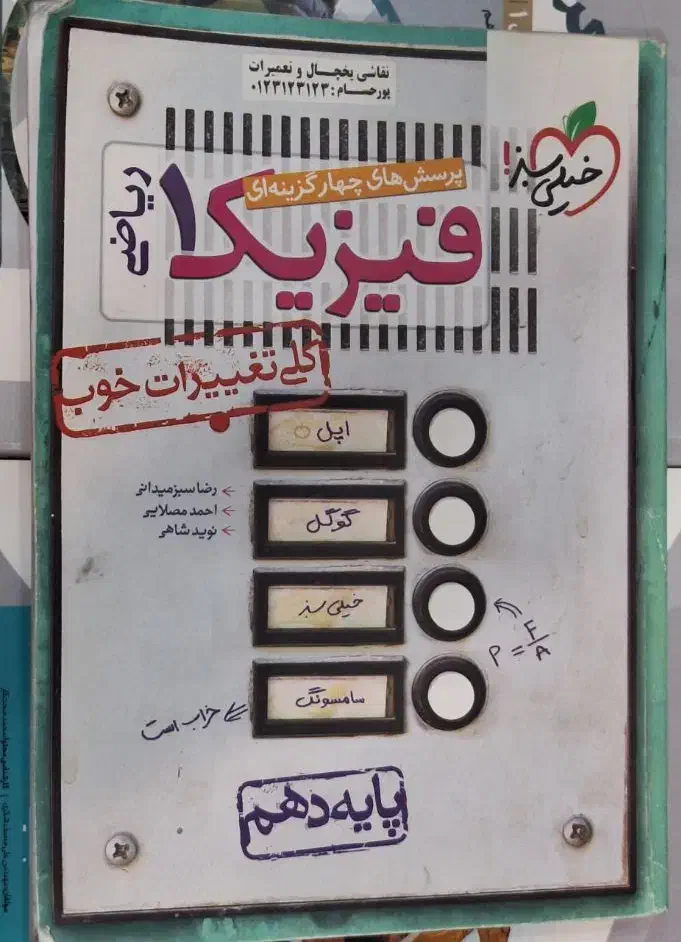 نقاشی یخچال و تعمیرات
پورحسام: ۰۱۲۳۱۲۳۱۲۳
خیلی سبز!
پرسش‌های چهارگزینه‌ای
فیزیک ۱
ریاضی
کلی تغییرات خوب
اپل
رضا سبزمیدانی
احمد مصلایی
نوید شاهی
گوگل
خیلی سبز
P = F/A
سامسونگ
خراب است
پایه دهم